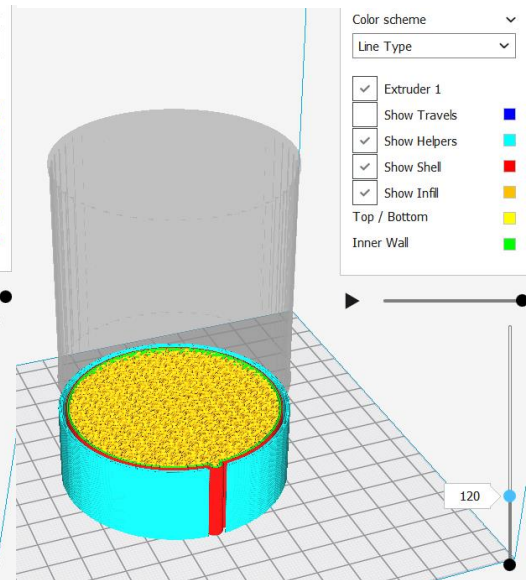 Color scheme
Line Type
Extruder 1
Show Travels
Show Helpers
Show Shell
Show Infill
Top / Bottom
Inner Wall
120